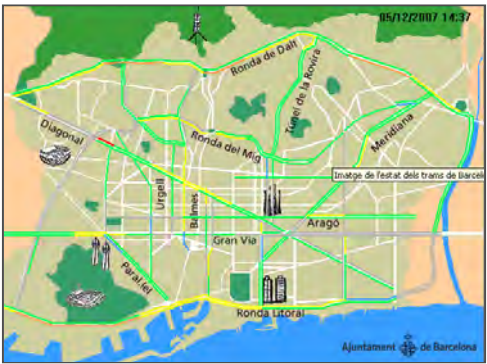 05/12/2007 14:37
Ronda de Dalt
Túnel de la Rovira
Diagonal
Ronda del Mig
Meridiana
Imatge de l'estat dels trams de Barcel
Urgell
Balmes
Aragó
Gran Via
Paral.lel
Ronda Litoral
Ajuntament de Barcelona